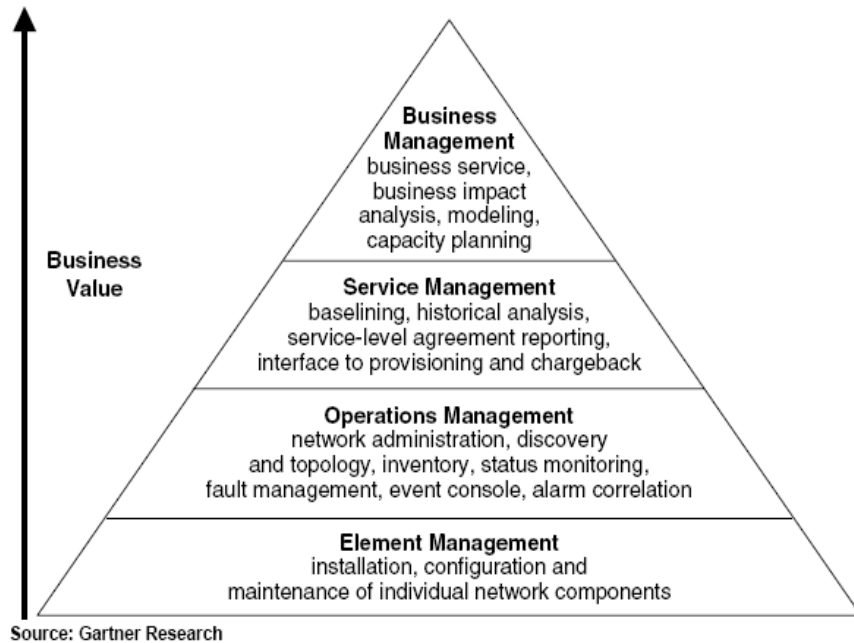 Business
Management
business service,
business impact
analysis, modeling,
capacity planning
Business
Value
Service Management
baselining, historical analysis,
service-level agreement reporting,
interface to provisioning and chargeback
Operations Management
network administration, discovery
and topology, inventory, status monitoring,
fault management, event console, alarm correlation
Element Management
installation, configuration and
maintenance of individual network components
Source: Gartner Research